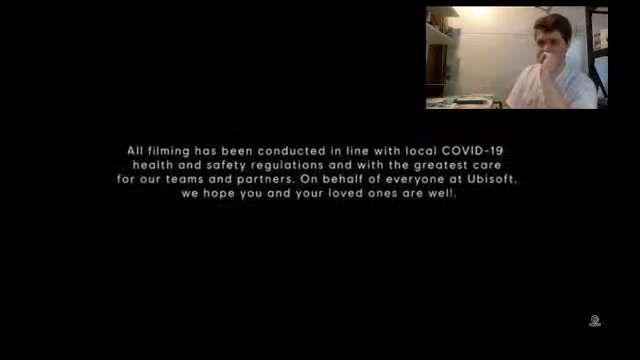 All filming has been conducted in line with local COVID-19
health and safety regulations and with the greatest care
for our teams and partners. On behalf of everyone at Ubisoft,
we hope you and your loved ones are well.